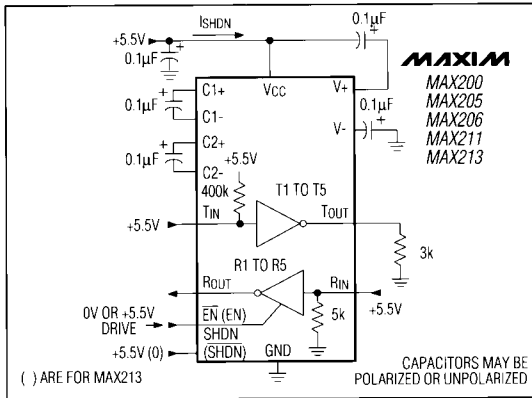 ISHDN
0.1µF
+5.5V
0.1µF
MAXIM
VCC
V+
MAX200
MAX205
MAX206
MAX211
MAX213
C1+
0.1µF
C1-
0.1µF
V-
C2+
0.1µF
+5.5V
C2-
400k
T1 TO T5
TIN
TOUT
+5.5V
3k
R1 TO R5
ROUT
RIN
0V OR +5.5V
DRIVE
EN (EN)
5k
+5.5V
SHDN
+5.5V (0)
(SHDN)
GND
( ) ARE FOR MAX213
CAPACITORS MAY BE
POLARIZED OR UNPOLARIZED